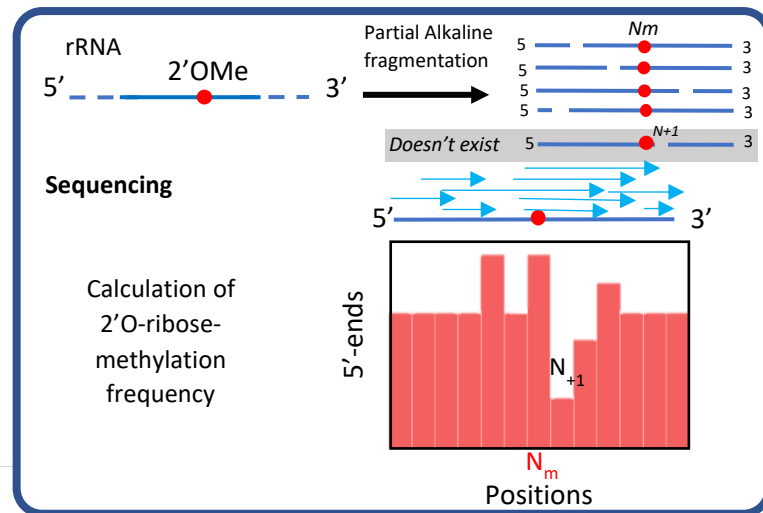 rRNA
2’OMe
5’
3’
Partial Alkaline
fragmentation
Nm
5
3
5
3
5
3
5
3
Doesn’t exist
5
N+1
3
Sequencing
5’
3’
Calculation of
2’O-ribose-
methylation
frequency
5’-ends
N+1
Nm
Positions